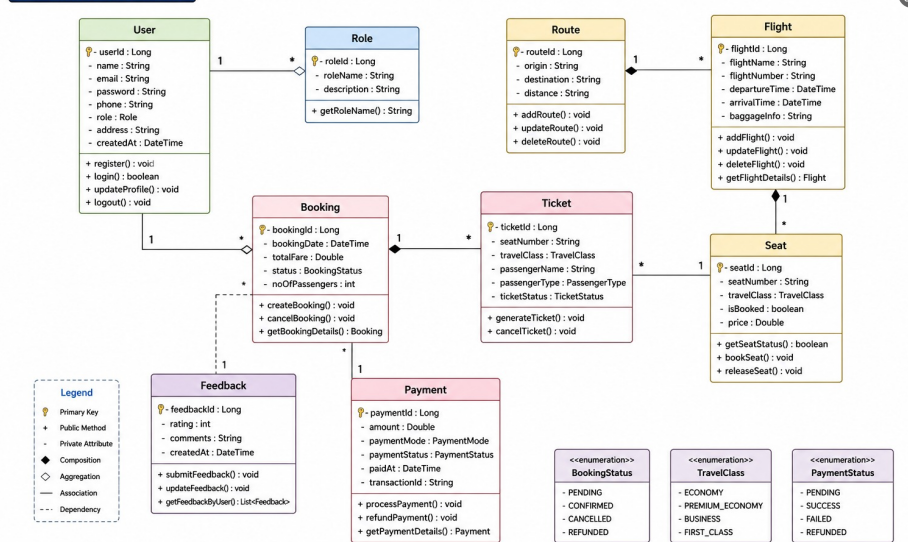 User
- userId : Long
- name : String
- email : String
- password : String
- phone : String
- role : Role
- address : String
- createdAt : DateTime
+ register() : void
+ login() : boolean
+ updateProfile() : void
+ logout() : void
1
*
Role
- roleId : Long
- roleName : String
- description : String
+ getRoleName() : String
Route
- routeId : Long
- origin : String
- destination : String
- distance : String
+ addRoute() : void
+ updateRoute() : void
+ deleteRoute() : void
1
*
Flight
- flightId : Long
- flightName : String
- flightNumber : String
- departureTime : DateTime
- arrivalTime : DateTime
- baggageInfo : String
+ addFlight() : void
+ updateFlight() : void
+ deleteFlight() : void
+ getFlightDetails() : Flight
1
*
1
*
Booking
- bookingId : Long
- bookingDate : DateTime
- totalFare : Double
- status : BookingStatus
- noOfPassengers : int
+ createBooking() : void
+ cancelBooking() : void
+ getBookingDetails() : Booking
1
*
Ticket
- ticketId : Long
- seatNumber : String
- travelClass : TravelClass
- passengerName : String
- passengerType : PassengerType
- ticketStatus : TicketStatus
+ generateTicket() : void
+ cancelTicket() : void
*
1
Seat
- seatId : Long
- seatNumber : String
- travelClass : TravelClass
- isBooked : boolean
- price : Double
+ getSeatStatus() : boolean
+ bookSeat() : void
+ releaseSeat() : void
*
1
*
1
Legend
Primary Key
+ Public Method
- Private Attribute
Composition
Aggregation
Association
Dependency
Feedback
- feedbackId : Long
- rating : int
- comments : String
- createdAt : DateTime
+ submitFeedback() : void
+ updateFeedback() : void
+ getFeedbackByUser() : List<Feedback>
Payment
- paymentId : Long
- amount : Double
- paymentMode : PaymentMode
- paymentStatus : PaymentStatus
- paidAt : DateTime
- transactionId : String
+ processPayment() : void
+ refundPayment() : void
+ getPaymentDetails() : Payment
<<enumeration>>
BookingStatus
- PENDING
- CONFIRMED
- CANCELLED
- REFUNDED
<<enumeration>>
TravelClass
- ECONOMY
- PREMIUM_ECONOMY
- BUSINESS
- FIRST_CLASS
<<enumeration>>
PaymentStatus
- PENDING
- SUCCESS
- FAILED
- REFUNDED